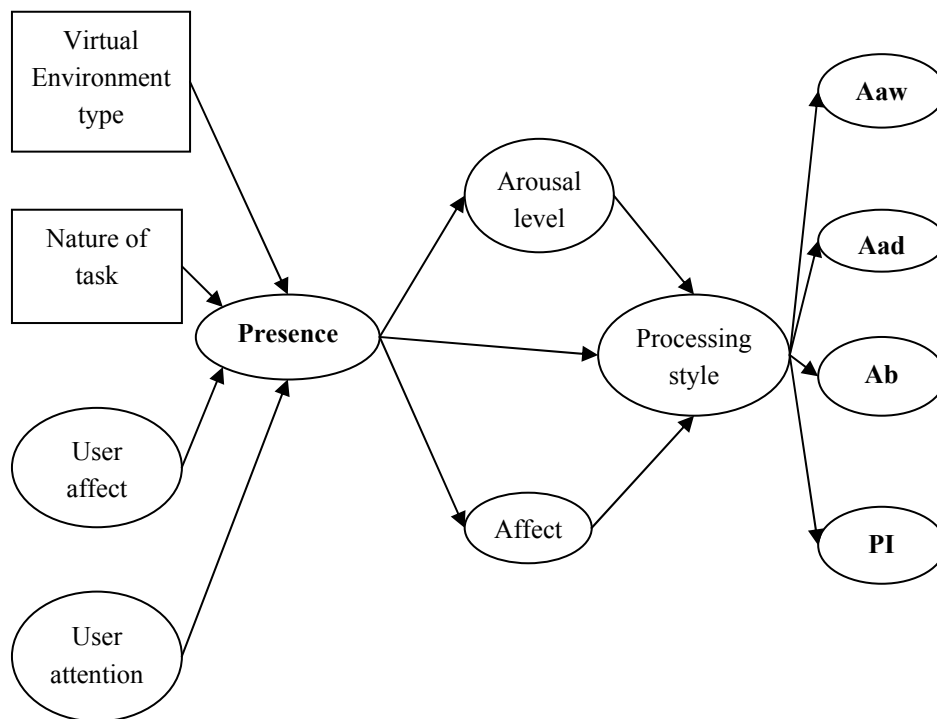 Virtual
Environment
type
Nature of
task
User
affect
User
attention
Presence
Arousal
level
Affect
Processing
style
Aaw
Aad
Ab
PI